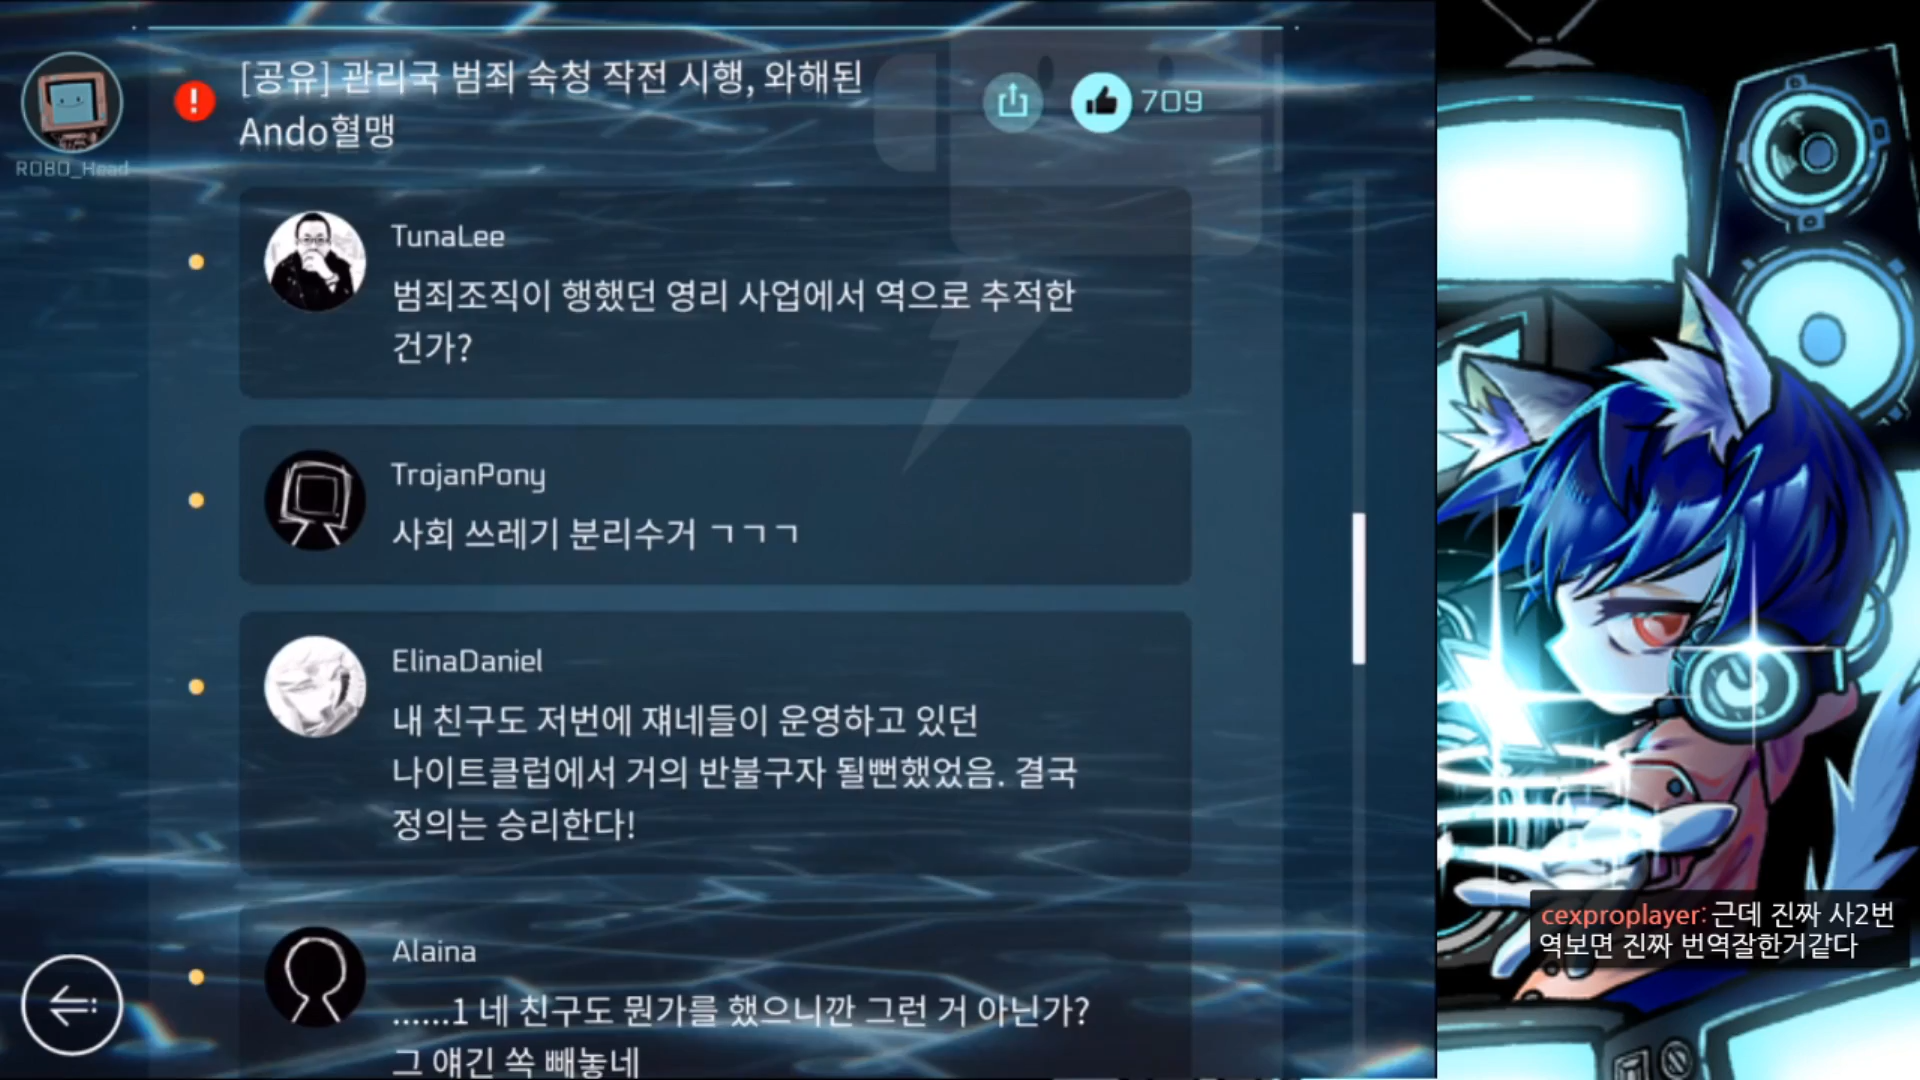 [공유] 관리국 범죄 숙청 작전 시행, 와해된
Ando혈맹
709
ROBO_Head
TunaLee
범죄조직이 행했던 영리 사업에서 역으로 추적한
건가?
TrojanPony
사회 쓰레기 분리수거 ㄱㄱㄱ
ElinaDaniel
내 친구도 저번에 쟤네들이 운영하고 있던
나이트클럽에서 거의 반불구자 될뻔했었음. 결국
정의는 승리한다!
Alaina
......1 네 친구도 뭔가를 했으니깐 그런 거 아닌가?
그 얘긴 쏙 빼놓네
cexproplayer: 근데 진짜 사2번
역보면 진짜 번역잘한거같다